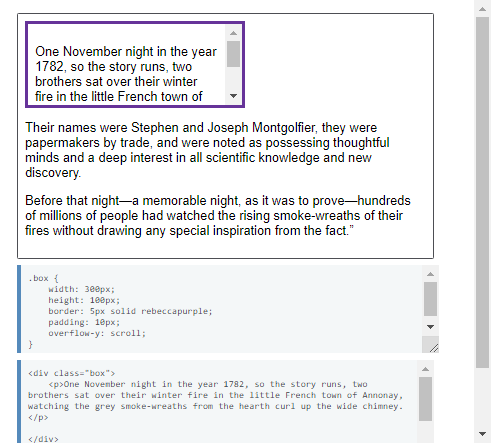 One November night in the year
1782, so the story runs, two
brothers sat over their winter
fire in the little French town of
Their names were Stephen and Joseph Montgolfier, they were
papermakers by trade, and were noted as possessing thoughtful
minds and a deep interest in all scientific knowledge and new
discovery.
Before that night—a memorable night, as it was to prove—hundreds
of millions of people had watched the rising smoke-wreaths of their
fires without drawing any special inspiration from the fact.”
.box {
    width: 300px;
    height: 100px;
    border: 5px solid rebeccapurple;
    padding: 10px;
    overflow-y: scroll;
}
<div class="box">
    <p>One November night in the year 1782, so the story runs, two
brothers sat over their winter fire in the little French town of Annonay,
watching the grey smoke-wreaths from the hearth curl up the wide chimney.
</p>
</div>